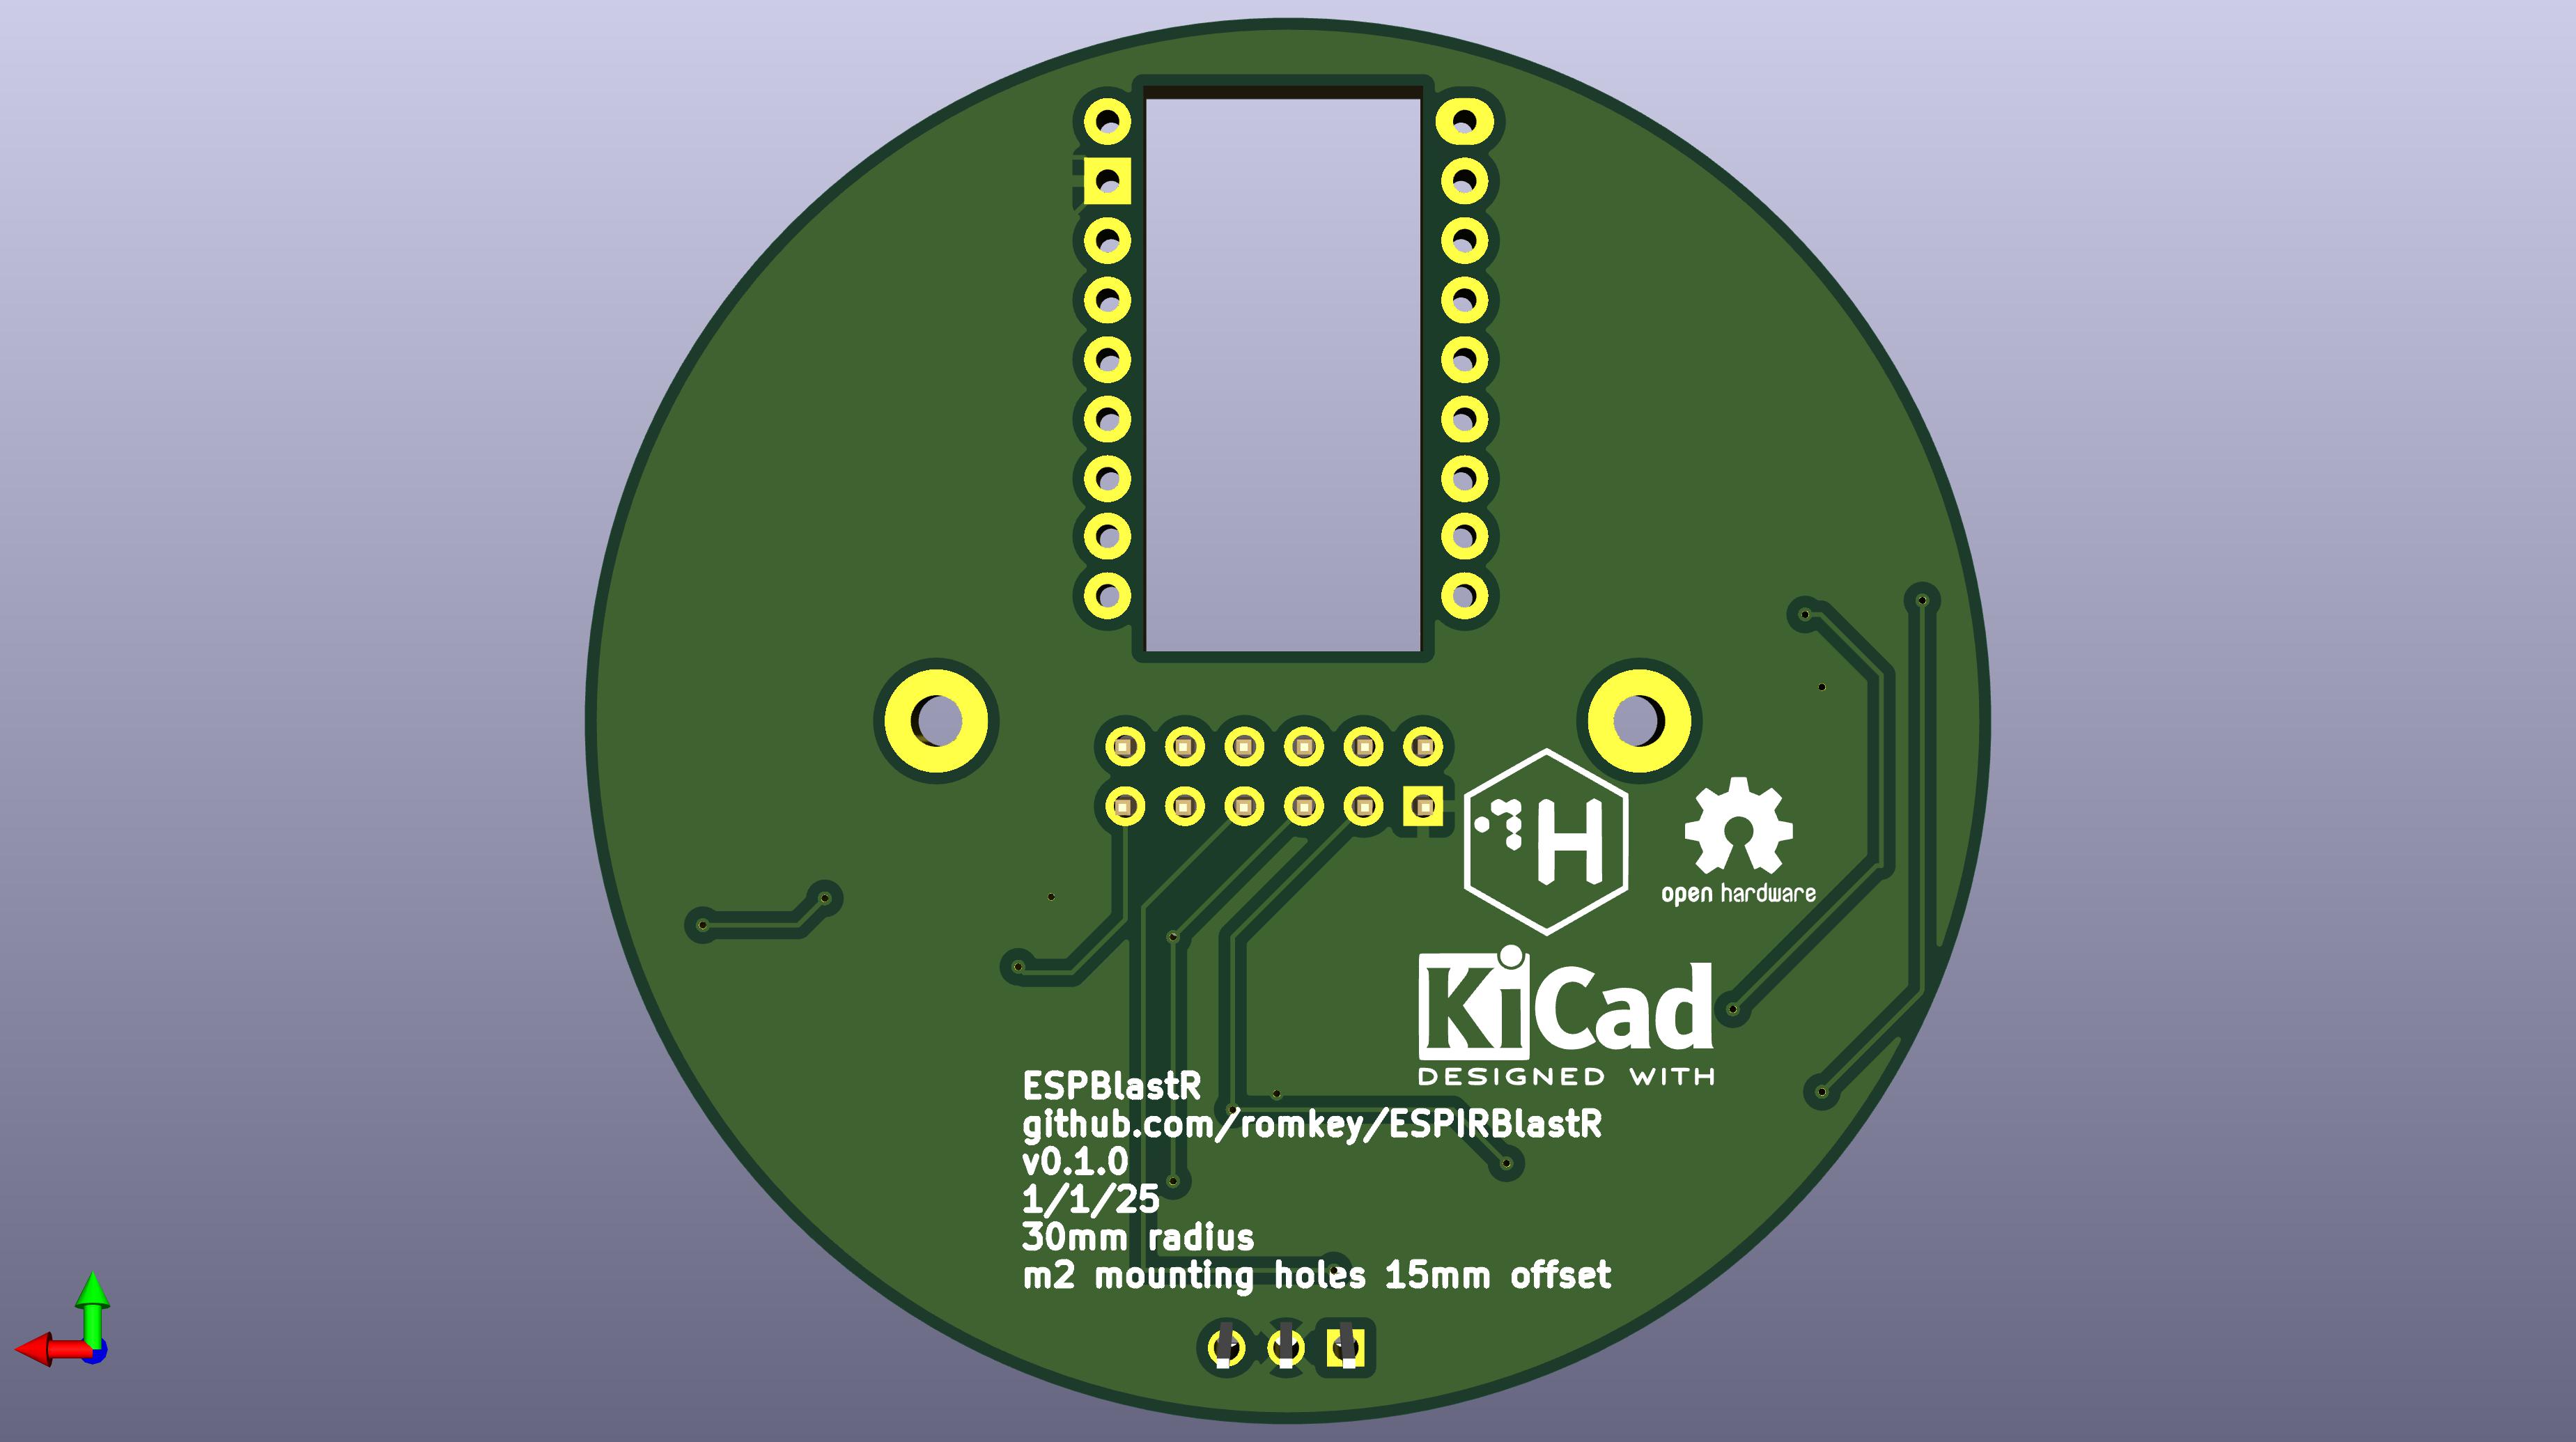 H
open hardware
KiCad
DESIGNED WITH
ESPBlastR
github.com/romkey/ESPIRBlastR
v0.1.0
1/1/25
30mm radius
m2 mounting holes 15mm offset